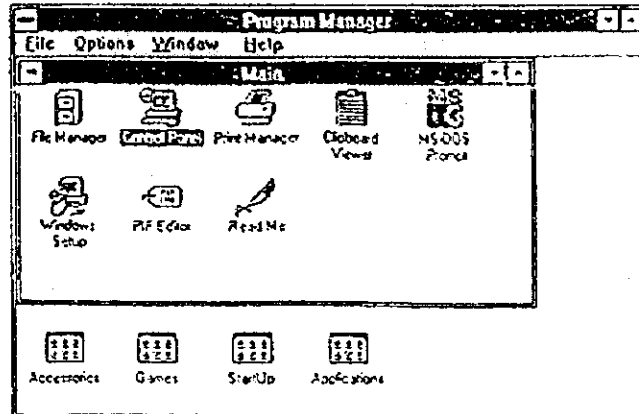 Program Manager
File Options Window Help
Main
File Manager Control Panel Print Manager Clipboard Viewer MS-DOS Prompt
Windows Setup PIF Editor Read Me
Accessories Games StartUp Applications